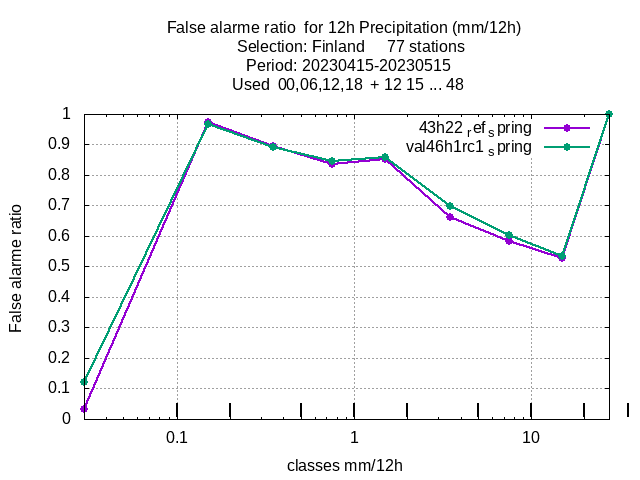 False alarme ratio  for 12h Precipitation (mm/12h)
Selection: Finland     77 stations
Period: 20230415-20230515
Used  00,06,12,18  + 12 15 ... 48
43h22 ref spring
val46h1rc1 spring
1
0.9
0.8
0.7
0.6
0.5
0.4
0.3
0.2
0.1
0
False alarme ratio
0.1 1 10
classes mm/12h